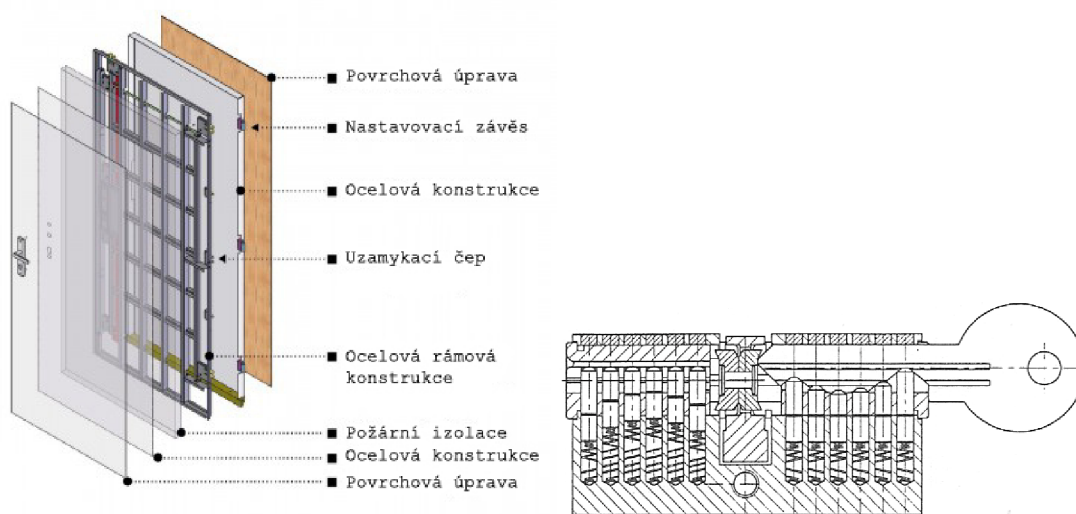 Povrchová úprava
Nastavovací závěs
Ocelová konstrukce
Uzamykací čep
Ocelová rámová
konstrukce
Požární izolace
Ocelová konstrukce
Povrchová úprava